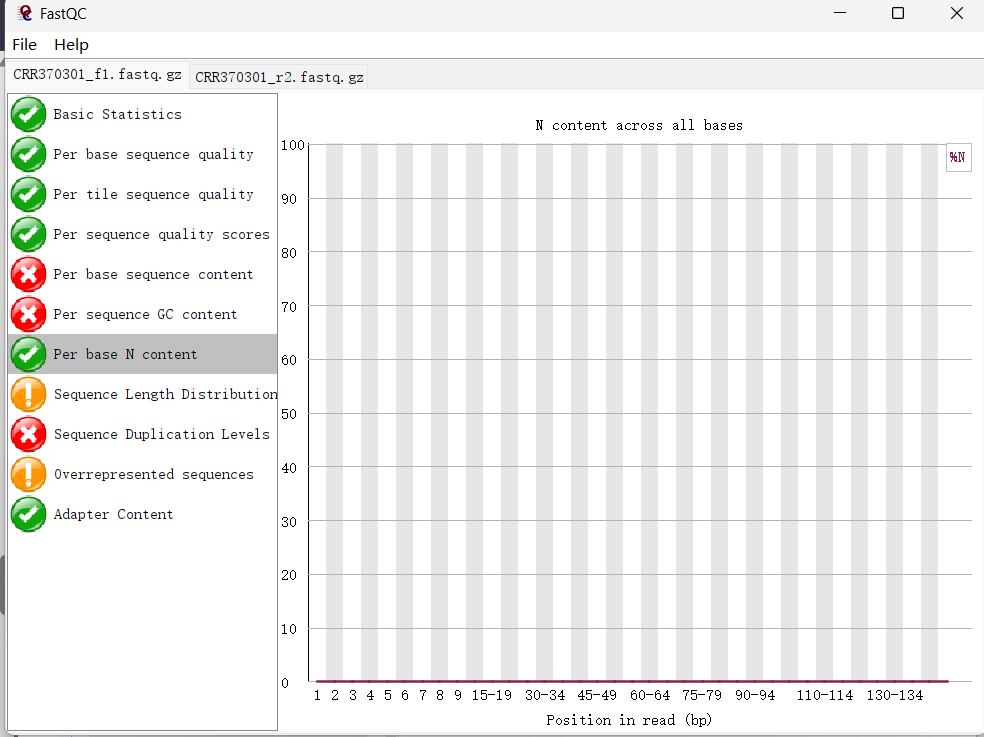 FastQC
File Help
CRR370301_f1.fastq.gz CRR370301_r2.fastq.gz
Basic Statistics
Per base sequence quality
Per tile sequence quality
Per sequence quality scores
Per base sequence content
Per sequence GC content
Per base N content
Sequence Length Distribution
Sequence Duplication Levels
Overrepresented sequences
Adapter Content
N content across all bases
%N
100
90
80
70
60
50
40
30
20
10
0
1 2 3 4 5 6 7 8 9 15-19 30-34 45-49 60-64 75-79 90-94 110-114 130-134
Position in read (bp)